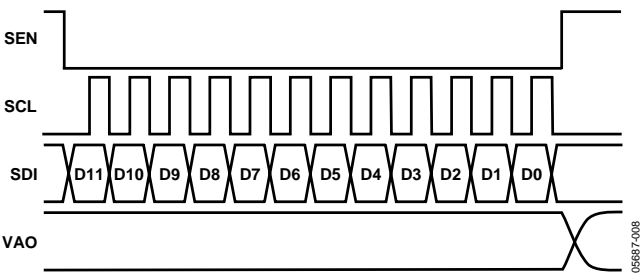 SEN
SCL
SDI
D11 D10 D9 D8 D7 D6 D5 D4 D3 D2 D1 D0
VAO
05687-008